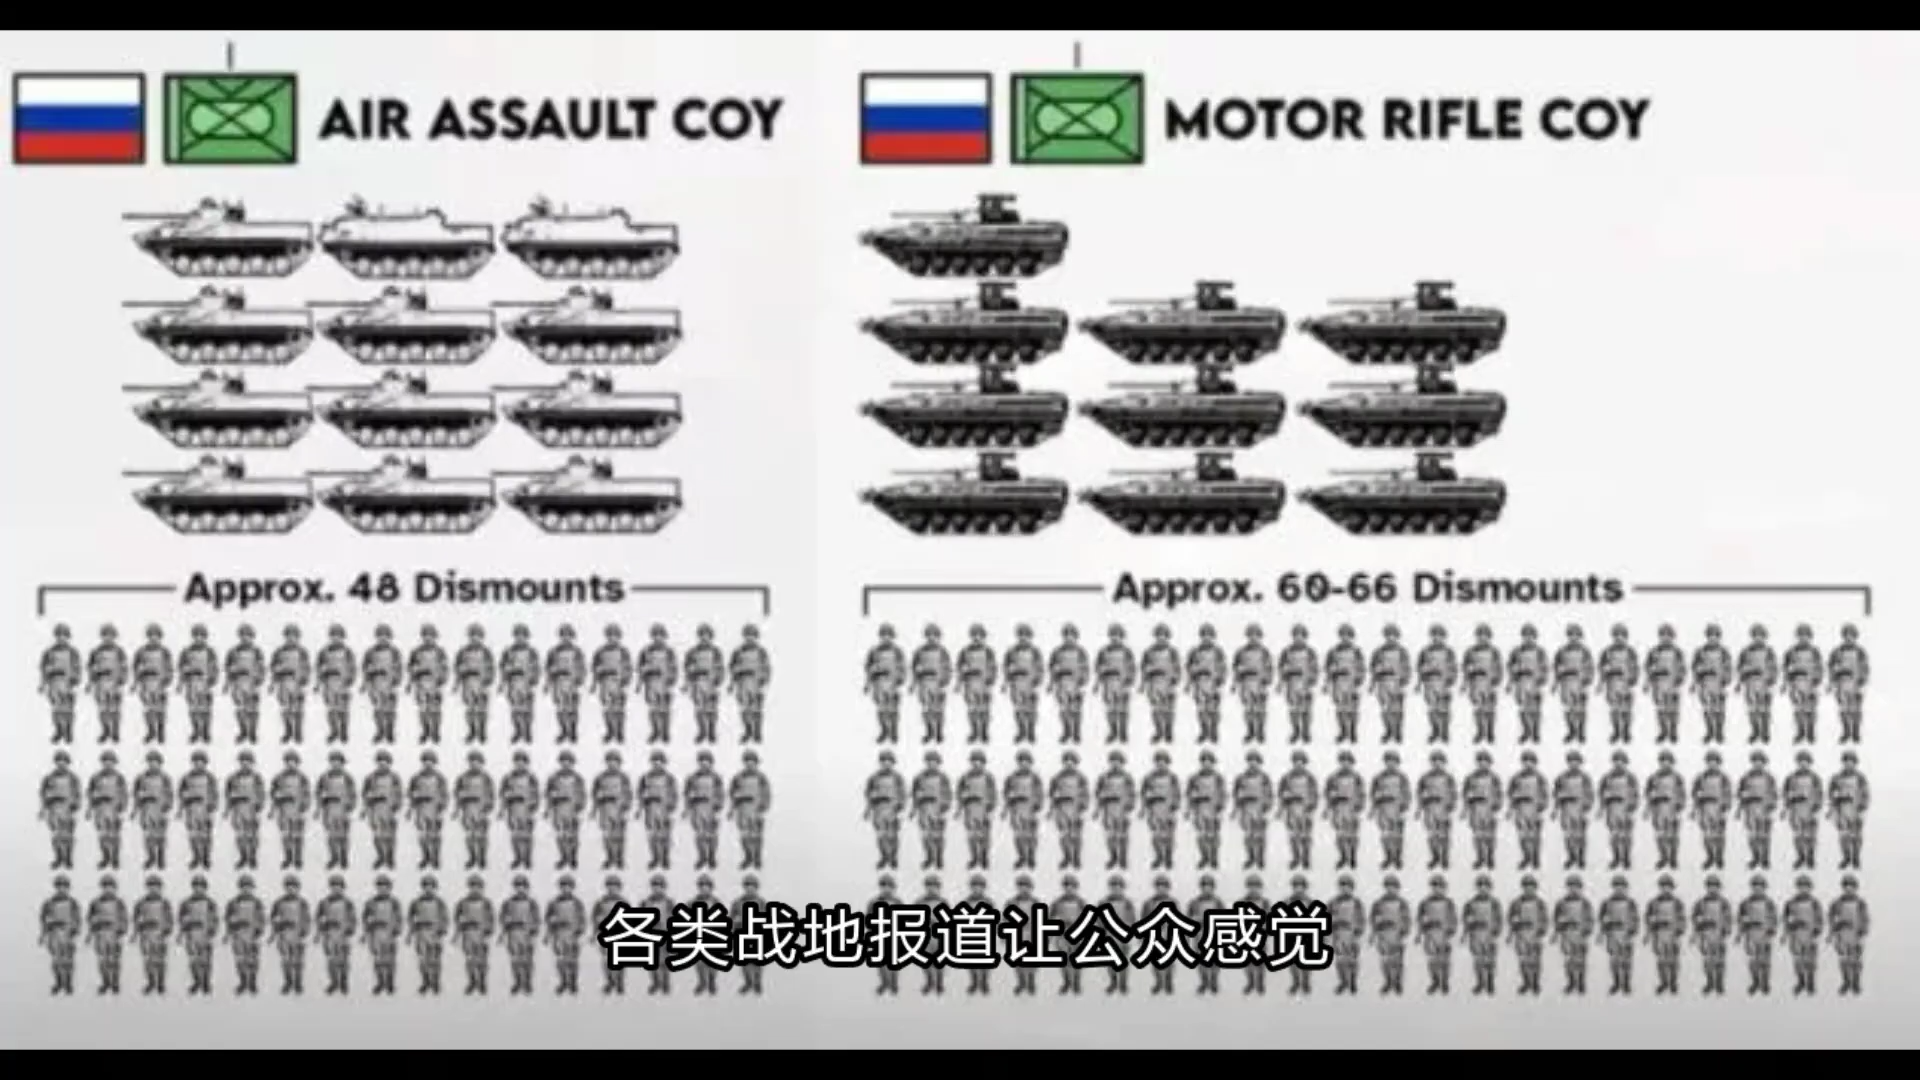 AIR ASSAULT COY
MOTOR RIFLE COY
Approx. 48 Dismounts
Approx. 60-66 Dismounts
各类战地报道让公众感觉